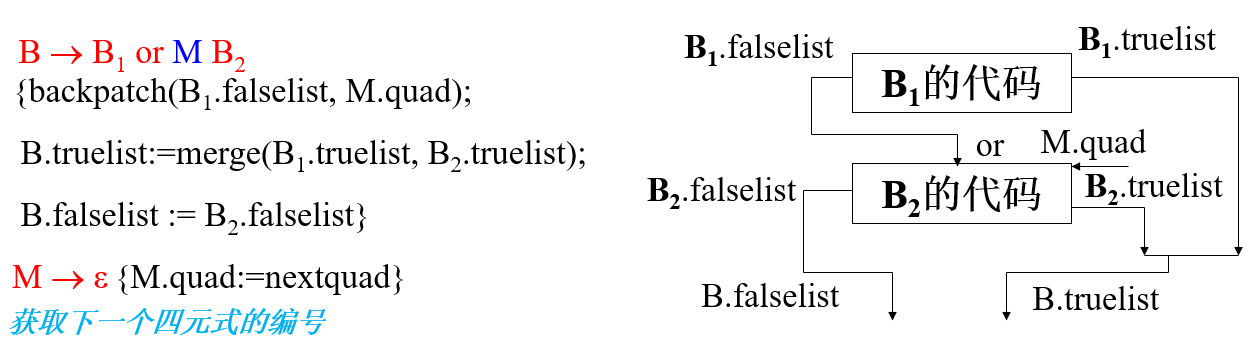 B → B₁ or M B₂
{backpatch(B₁.falselist, M.quad);
B.truelist:=merge(B₁.truelist, B₂.truelist);
B.falselist := B₂.falselist}
M → ε {M.quad:=nextquad}
获取下一个四元式的编号
B₁.falselist
B₁.truelist
B₁的代码
or
M.quad
B₂.falselist
B₂的代码
B₂.truelist
B.falselist
B.truelist